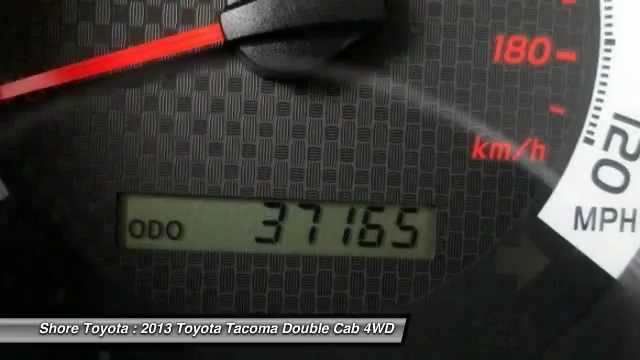 180
km/h
120
MPH
ODO 37165
Shore Toyota : 2013 Toyota Tacoma Double Cab 4WD